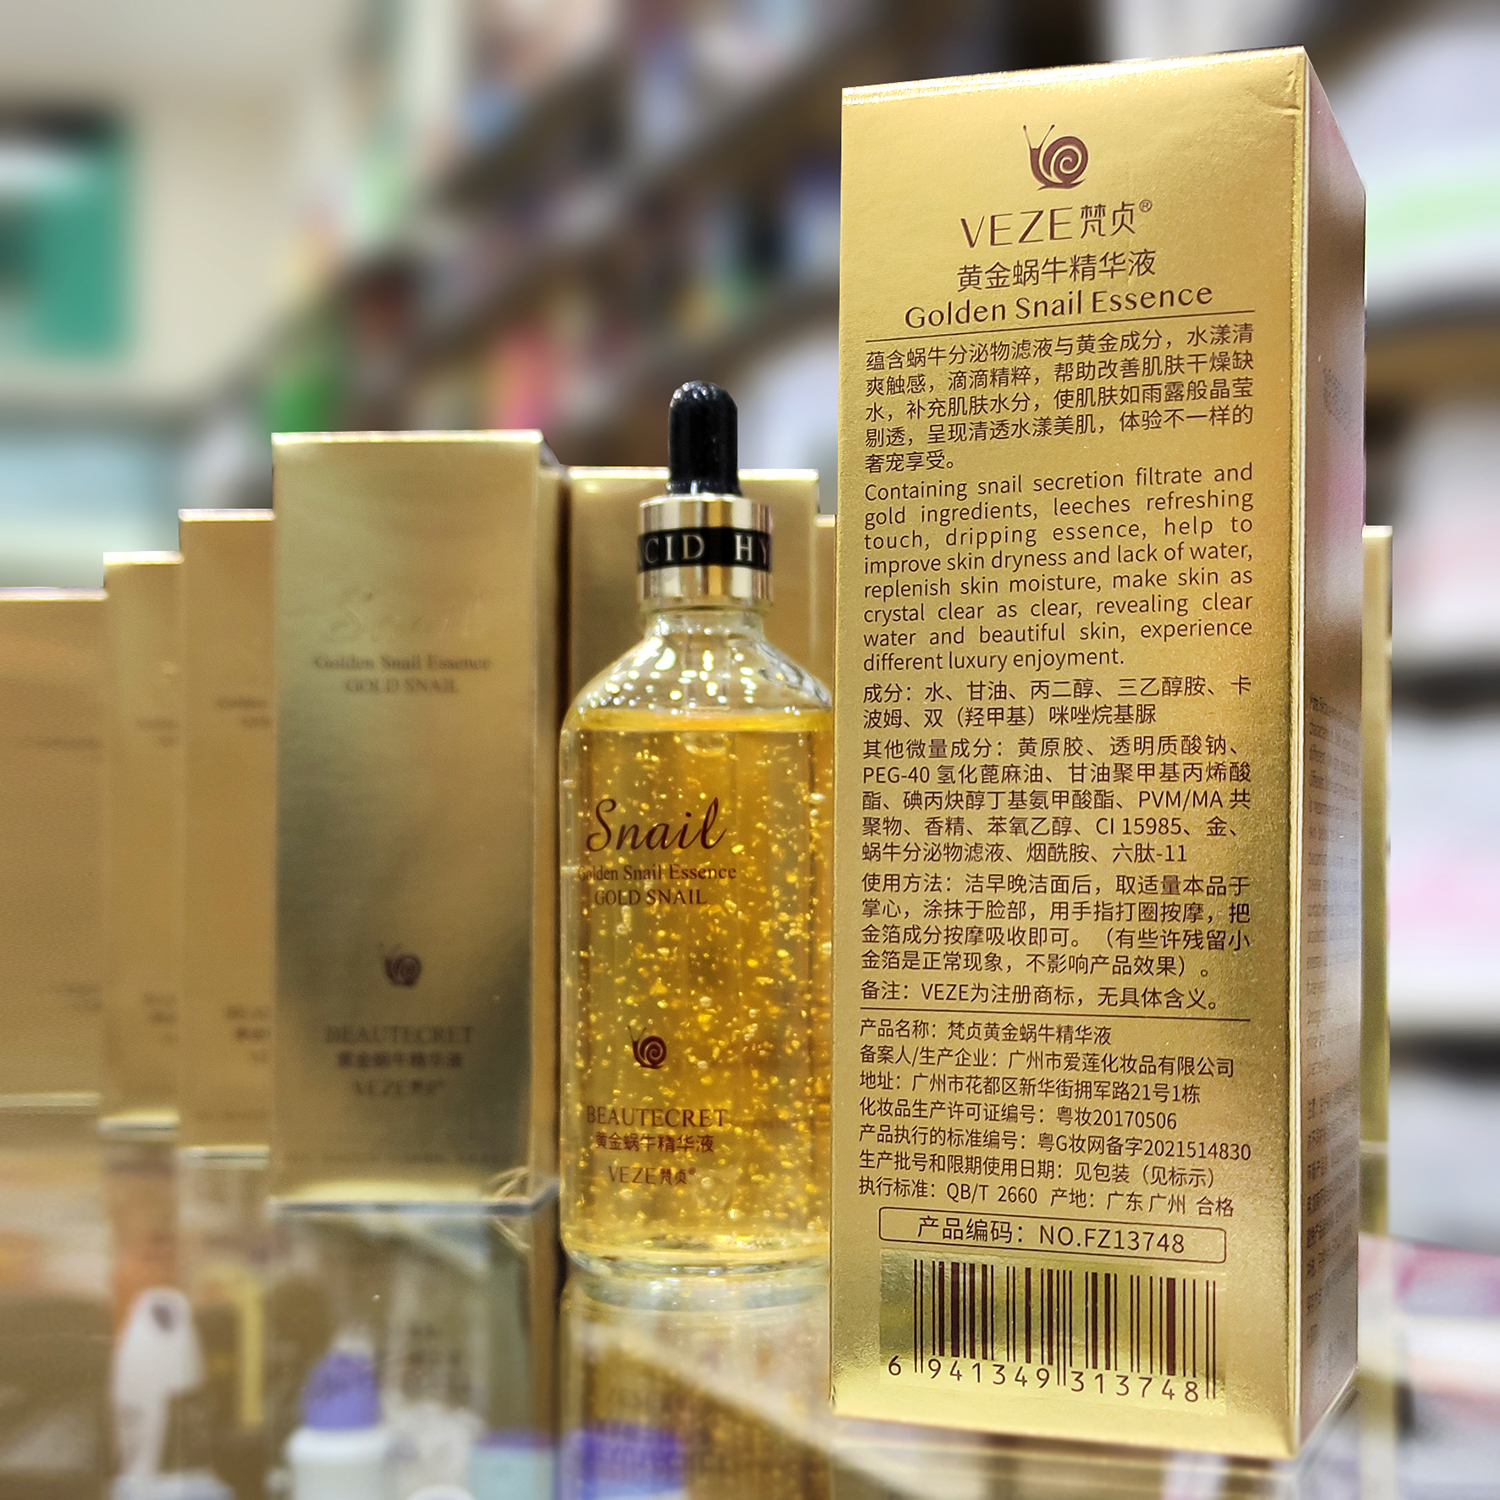 VEZE梵贞®
黄金蜗牛精华液
Golden Snail Essence
蕴含蜗牛分泌物滤液与黄金成分，水漾清
爽触感，滴滴精粹，帮助改善肌肤干燥缺
水，补充肌肤水分，使肌肤如雨露般晶莹
剔透，呈现清透水漾美肌，体验不一样的
奢宠享受。
Containing snail secretion filtrate and
gold ingredients, leeches refreshing
touch, dripping essence, help to
improve skin dryness and lack of water,
replenish skin moisture, make skin as
crystal clear as clear, revealing clear
water and beautiful skin, experience
different luxury enjoyment.
成分：水、甘油、丙二醇、三乙醇胺、卡
波姆、双（羟甲基）咪唑烷基脲
其他微量成分：黄原胶、透明质酸钠、
PEG-40 氢化蓖麻油、甘油聚甲基丙烯酸
酯、碘丙炔醇丁基氨甲酸酯、PVM/MA 共
聚物、香精、苯氧乙醇、CI 15985、金、
蜗牛分泌物滤液、烟酰胺、六肽-11
使用方法：洁早晚洁面后，取适量本品于
掌心，涂抹于脸部，用手指打圈按摩，把
金箔成分按摩吸收即可。（有些许残留小
金箔是正常现象，不影响产品效果）。
备注：VEZE为注册商标，无具体含义。
产品名称：梵贞黄金蜗牛精华液
备案人/生产企业：广州市爱莲化妆品有限公司
地址：广州市花都区新华街拥军路21号1栋
化妆品生产许可证编号：粤妆20170506
产品执行的标准编号：粤G妆网备字2021514830
生产批号和限期使用日期：见包装（见标示）
执行标准：QB/T 2660 产地：广东 广州 合格
产品编码：NO.FZ13748
6 941349 313748
CID HY
Snail
Golden Snail Essence
GOLD SNAIL
BEAUTECRET
黄金蜗牛精华液
VEZE梵贞®
Golden Snail Essence
GOLD SNAIL
BEAUTECRET
黄金蜗牛精华液
VEZE梵贞®